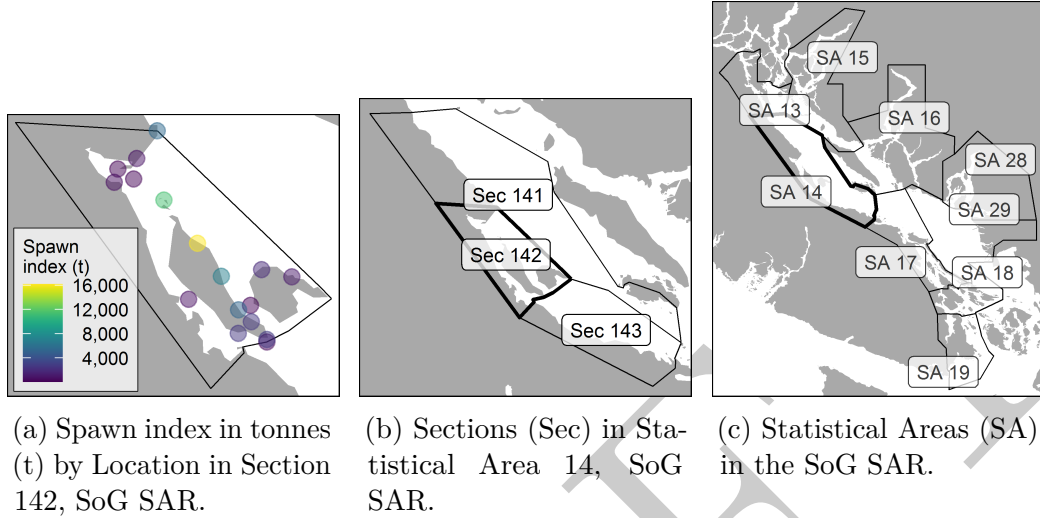 Spawn
index (t)
16,000
12,000
8,000
4,000
Sec 141
Sec 142
Sec 143
SA 15
SA 13
SA 16
SA 28
SA 14
SA 29
SA 17
SA 18
SA 19
(a) Spawn index in tonnes
(t) by Location in Section
142, SoG SAR.
(b) Sections (Sec) in Sta-
tistical Area 14, SoG
SAR.
(c) Statistical Areas (SA)
in the SoG SAR.